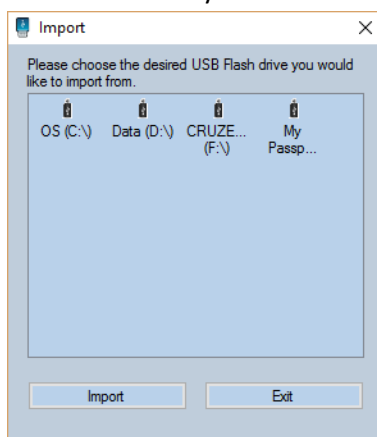 Import
Please choose the desired USB Flash drive you would
like to import from.
OS (C:\) Data (D:\) CRUZE... My
(F:\) Passp...
Import Exit